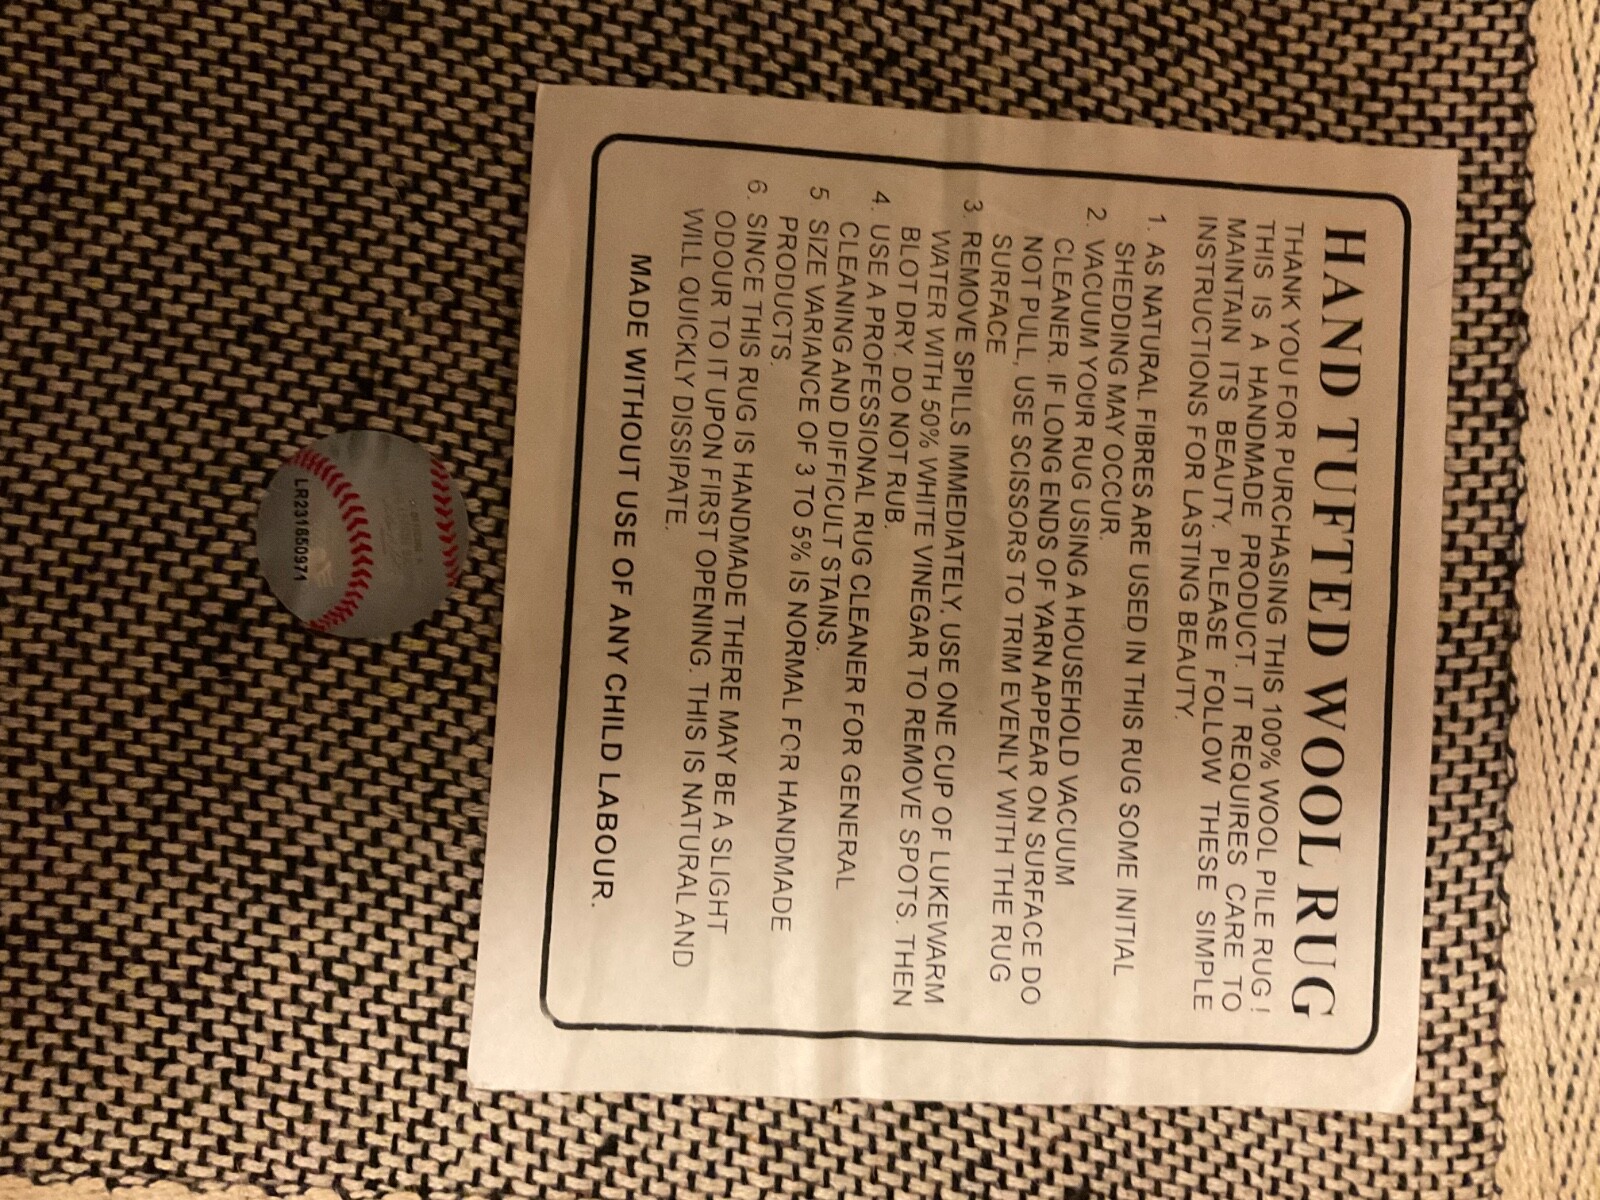 HAND TUFTED WOOL RUG
THANK YOU FOR PURCHASING THIS 100% WOOL PILE RUG!
THIS IS A HANDMADE PRODUCT. IT REQUIRES CARE TO
MAINTAIN ITS BEAUTY. PLEASE FOLLOW THESE SIMPLE
INSTRUCTIONS FOR LASTING BEAUTY.
1. AS NATURAL FIBRES ARE USED IN THIS RUG SOME INITIAL
SHEDDING MAY OCCUR.
2. VACUUM YOUR RUG USING A HOUSEHOLD VACUUM
CLEANER. IF LONG ENDS OF YARN APPEAR ON SURFACE DO
NOT PULL, USE SCISSORS TO TRIM EVENLY WITH THE RUG
SURFACE
3. REMOVE SPILLS IMMEDIATELY, USE ONE CUP OF LUKEWARM
WATER WITH 50% WHITE VINEGAR TO REMOVE SPOTS. THEN
BLOT DRY. DO NOT RUB.
4. USE A PROFESSIONAL RUG CLEANER FOR GENERAL
CLEANING AND DIFFICULT STAINS.
5 SIZE VARIANCE OF 3 TO 5% IS NORMAL FOR HANDMADE
PRODUCTS.
6. SINCE THIS RUG IS HANDMADE THERE MAY BE A SLIGHT
ODOUR TO IT UPON FIRST OPENING. THIS IS NATURAL AND
WILL QUICKLY DISSIPATE.
MADE WITHOUT USE OF ANY CHILD LABOUR.
LR231650971